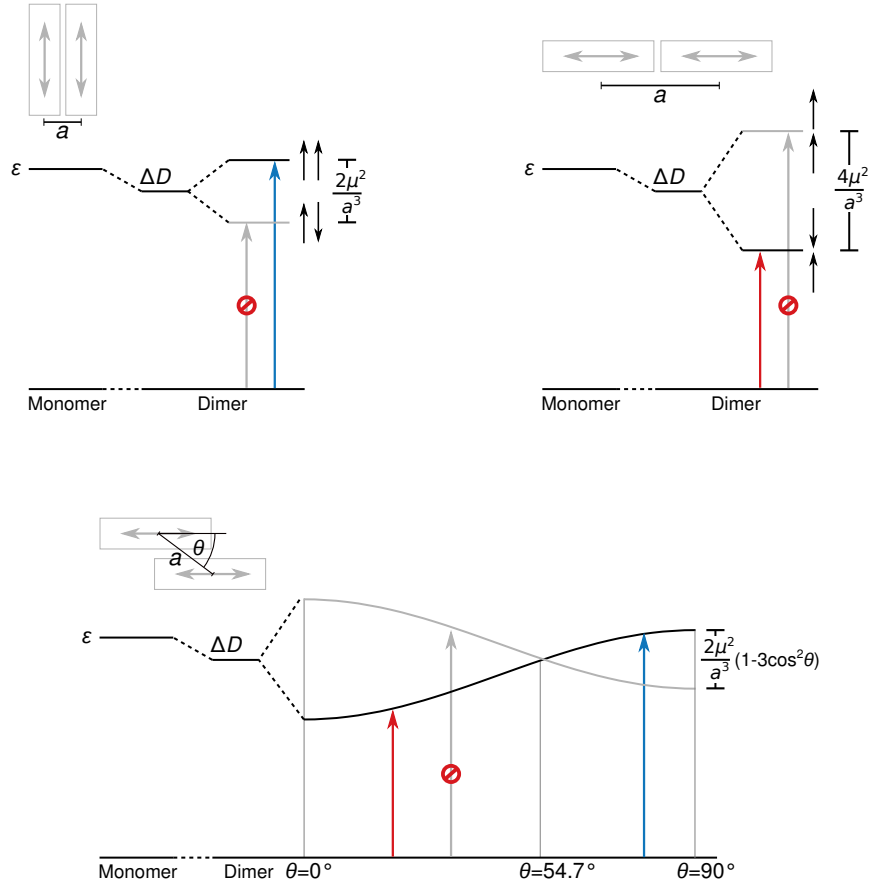 a
ε
ΔD
2μ²
a³
Monomer
Dimer
a
ε
ΔD
4μ²
a³
Monomer
Dimer
a
θ
ε
ΔD
2μ²
a³
(1-3cos²θ)
Monomer
Dimer
θ=0°
θ=54.7°
θ=90°